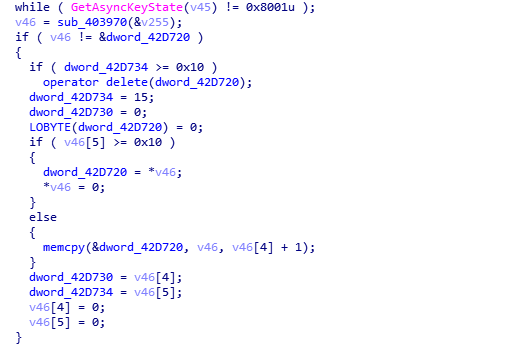 while ( GetAsyncKeyState(v45) != 0x8001u );
v46 = sub_403970(&v255);
if ( v46 != &dword_42D720 )
{
  if ( dword_42D734 >= 0x10 )
    operator delete(dword_42D720);
  dword_42D734 = 15;
  dword_42D730 = 0;
  LOBYTE(dword_42D720) = 0;
  if ( v46[5] >= 0x10 )
  {
    dword_42D720 = *v46;
    *v46 = 0;
  }
  else
  {
    memcpy(&dword_42D720, v46, v46[4] + 1);
  }
  dword_42D730 = v46[4];
  dword_42D734 = v46[5];
  v46[4] = 0;
  v46[5] = 0;
}